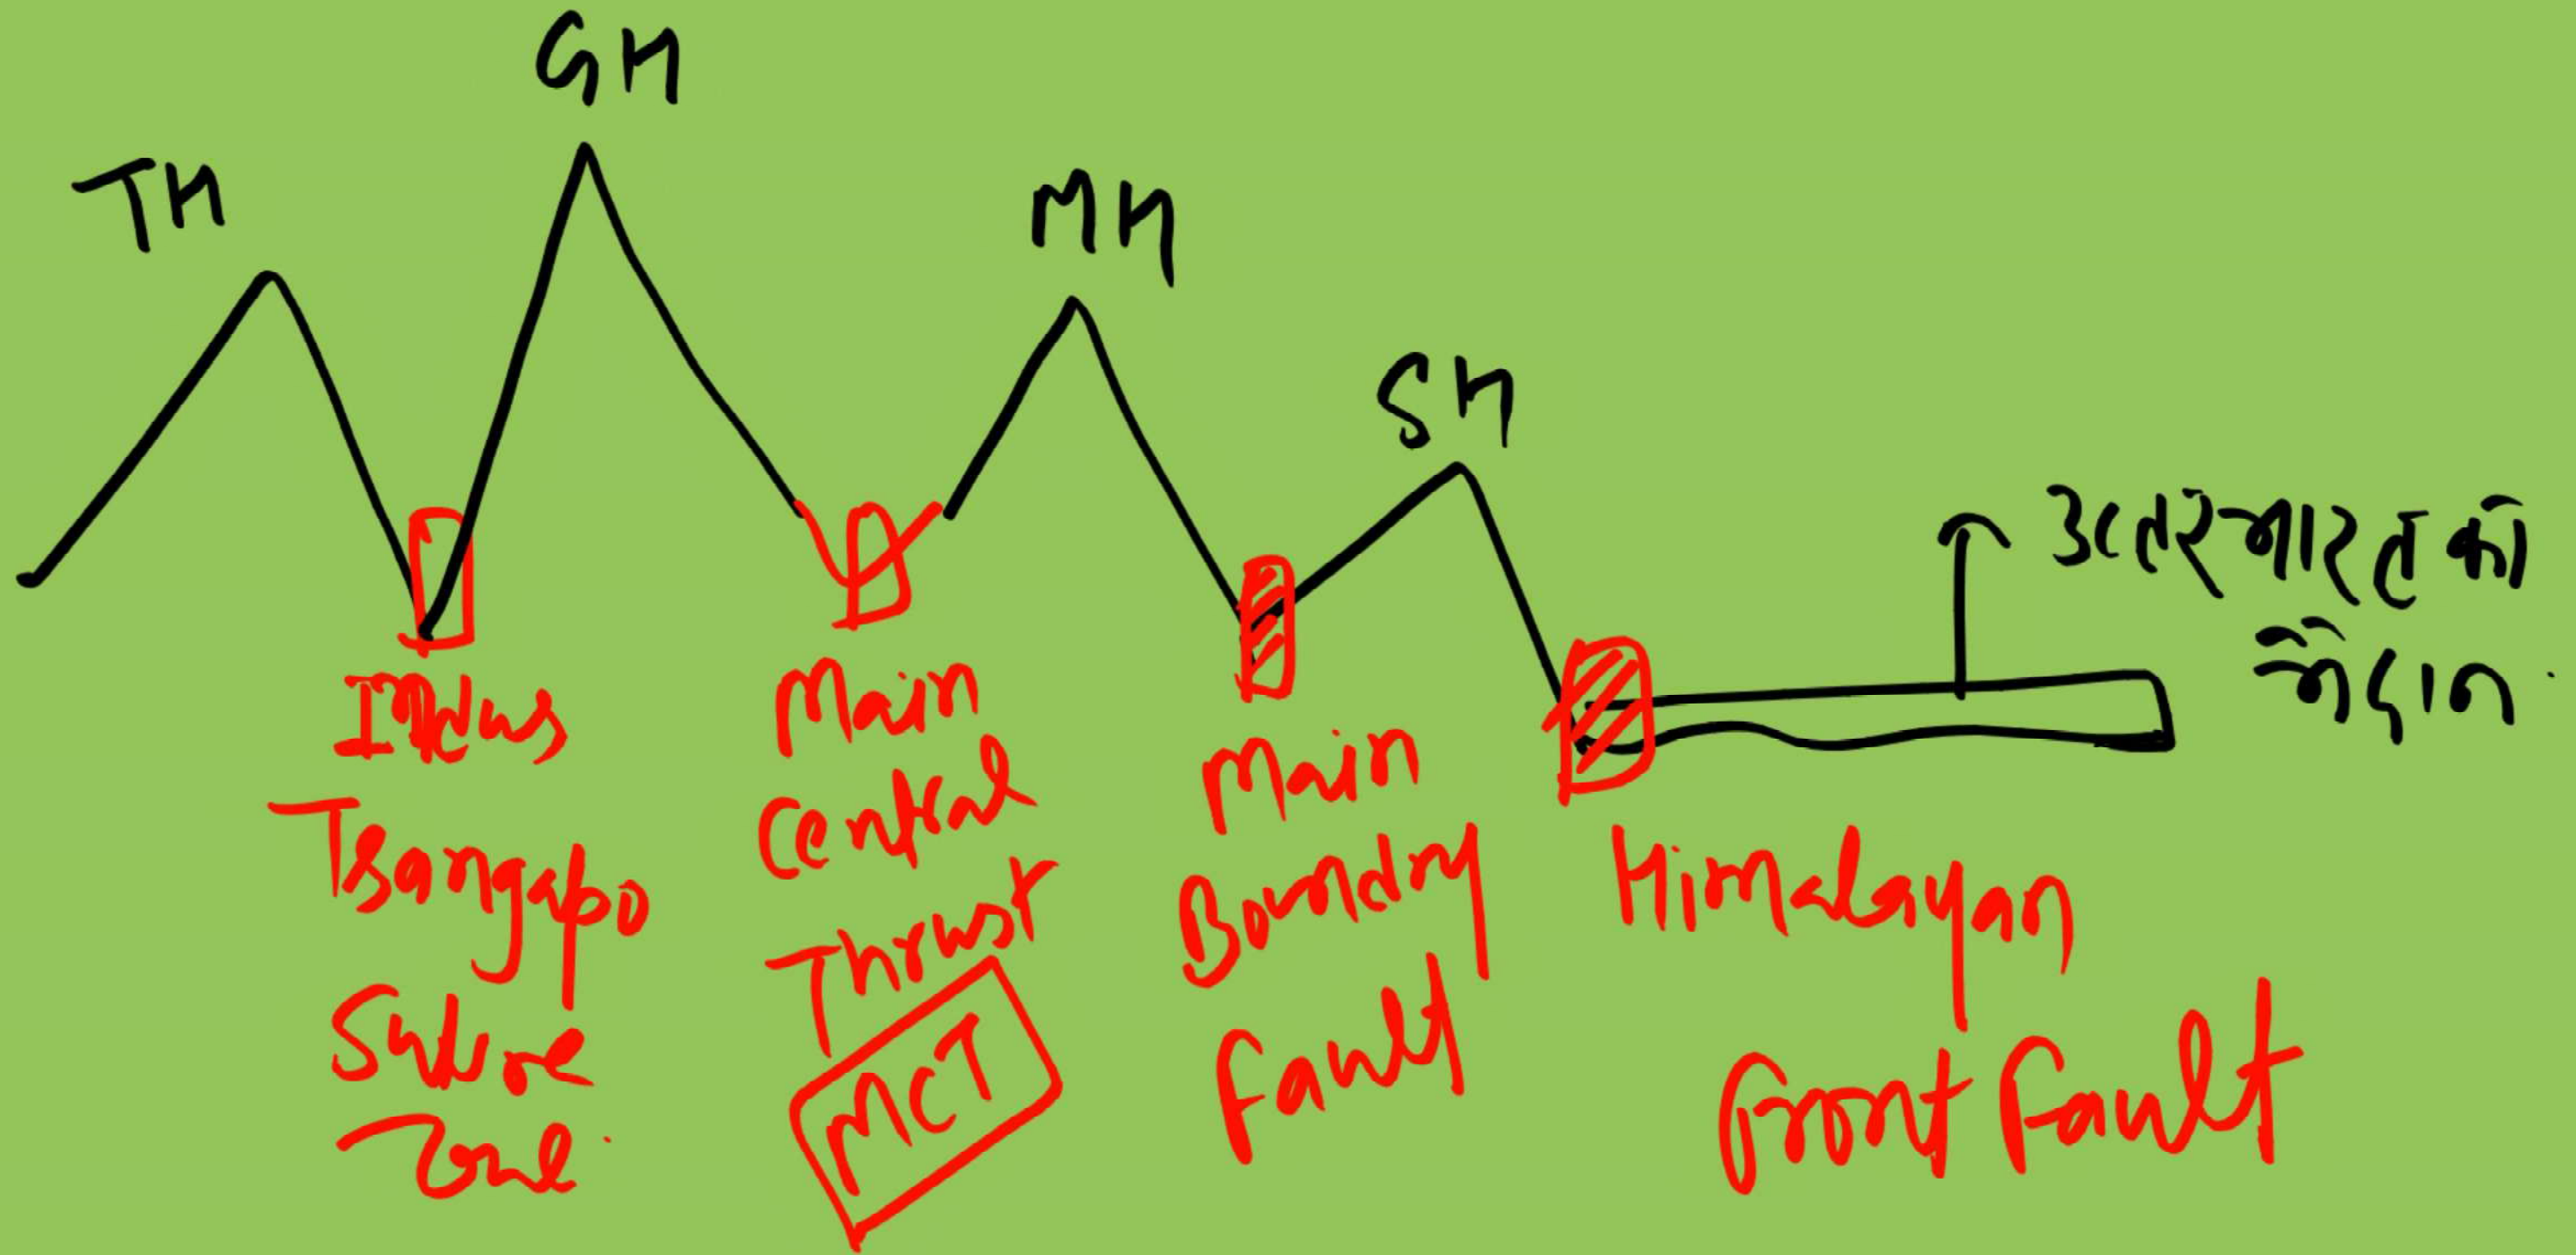 TH
GH
MH
SH
उत्तर भारत का
मैदान
Indus
Tsangapo
Suture
Zone
Main
Central
Thrust
MCT
Main
Boundry
Fault
Himalayan
Front Fault